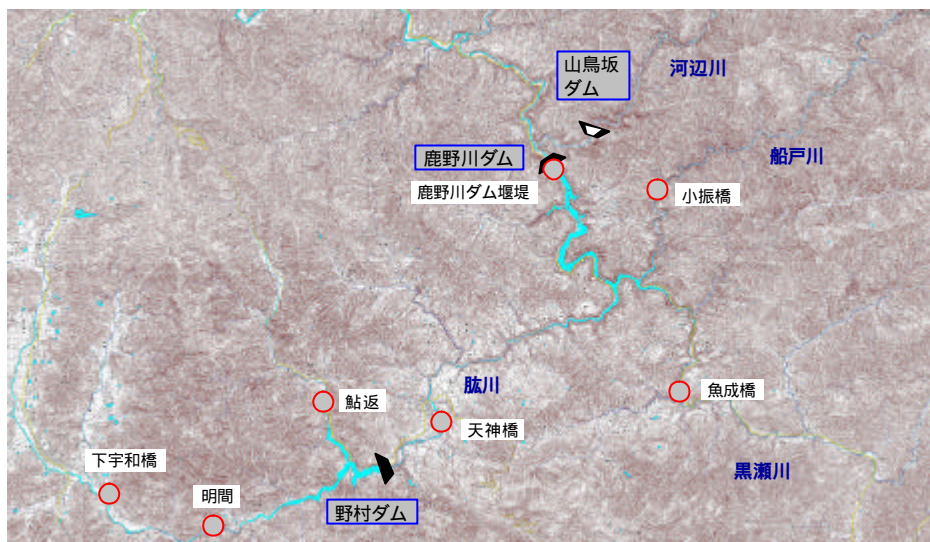 山鳥坂
ダム
河辺川
鹿野川ダム
船戸川
鹿野川ダム堰堤
小振橋
肱川
魚成橋
鮎返
天神橋
下宇和橋
黒瀬川
明間
野村ダム